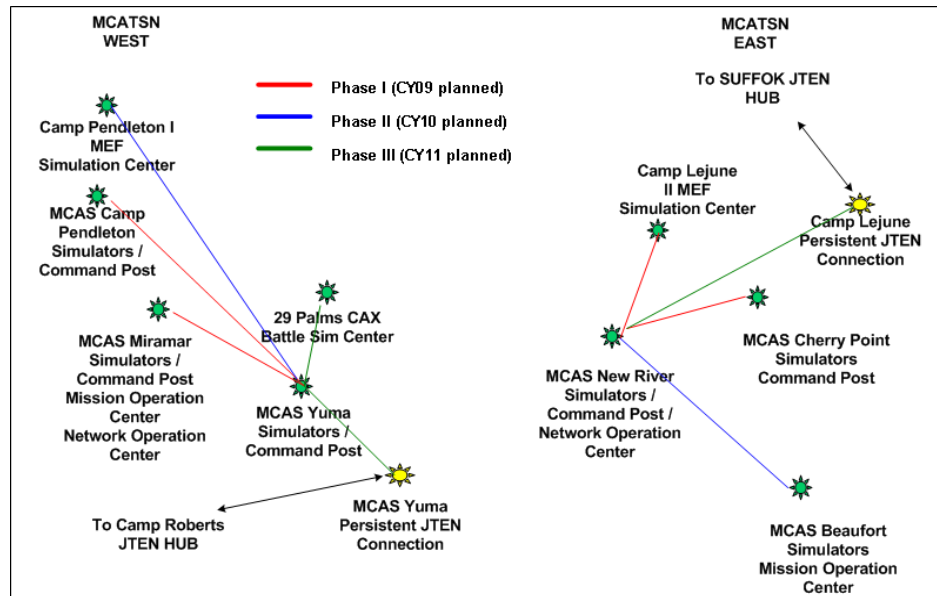 MCATSN
WEST
MCATSN
EAST
Phase I (CY09 planned)
Phase II (CY10 planned)
Phase III (CY11 planned)
Camp Pendleton I
MEF
Simulation Center
MCAS Camp
Pendleton
Simulators /
Command Post
MCAS Miramar
Simulators /
Command Post
Mission Operation
Center
Network Operation
Center
29 Palms CAX
Battle Sim Center
MCAS Yuma
Simulators /
Command Post
To Camp Roberts
JTEN HUB
MCAS Yuma
Persistent JTEN
Connection
To SUFFOK JTEN
HUB
Camp Lejune
II MEF
Simulation Center
Camp Lejune
Persistent JTEN
Connection
MCAS Cherry Point
Simulators
Command Post
MCAS New River
Simulators /
Command Post /
Network Operation
Center
MCAS Beaufort
Simulators
Mission Operation
Center